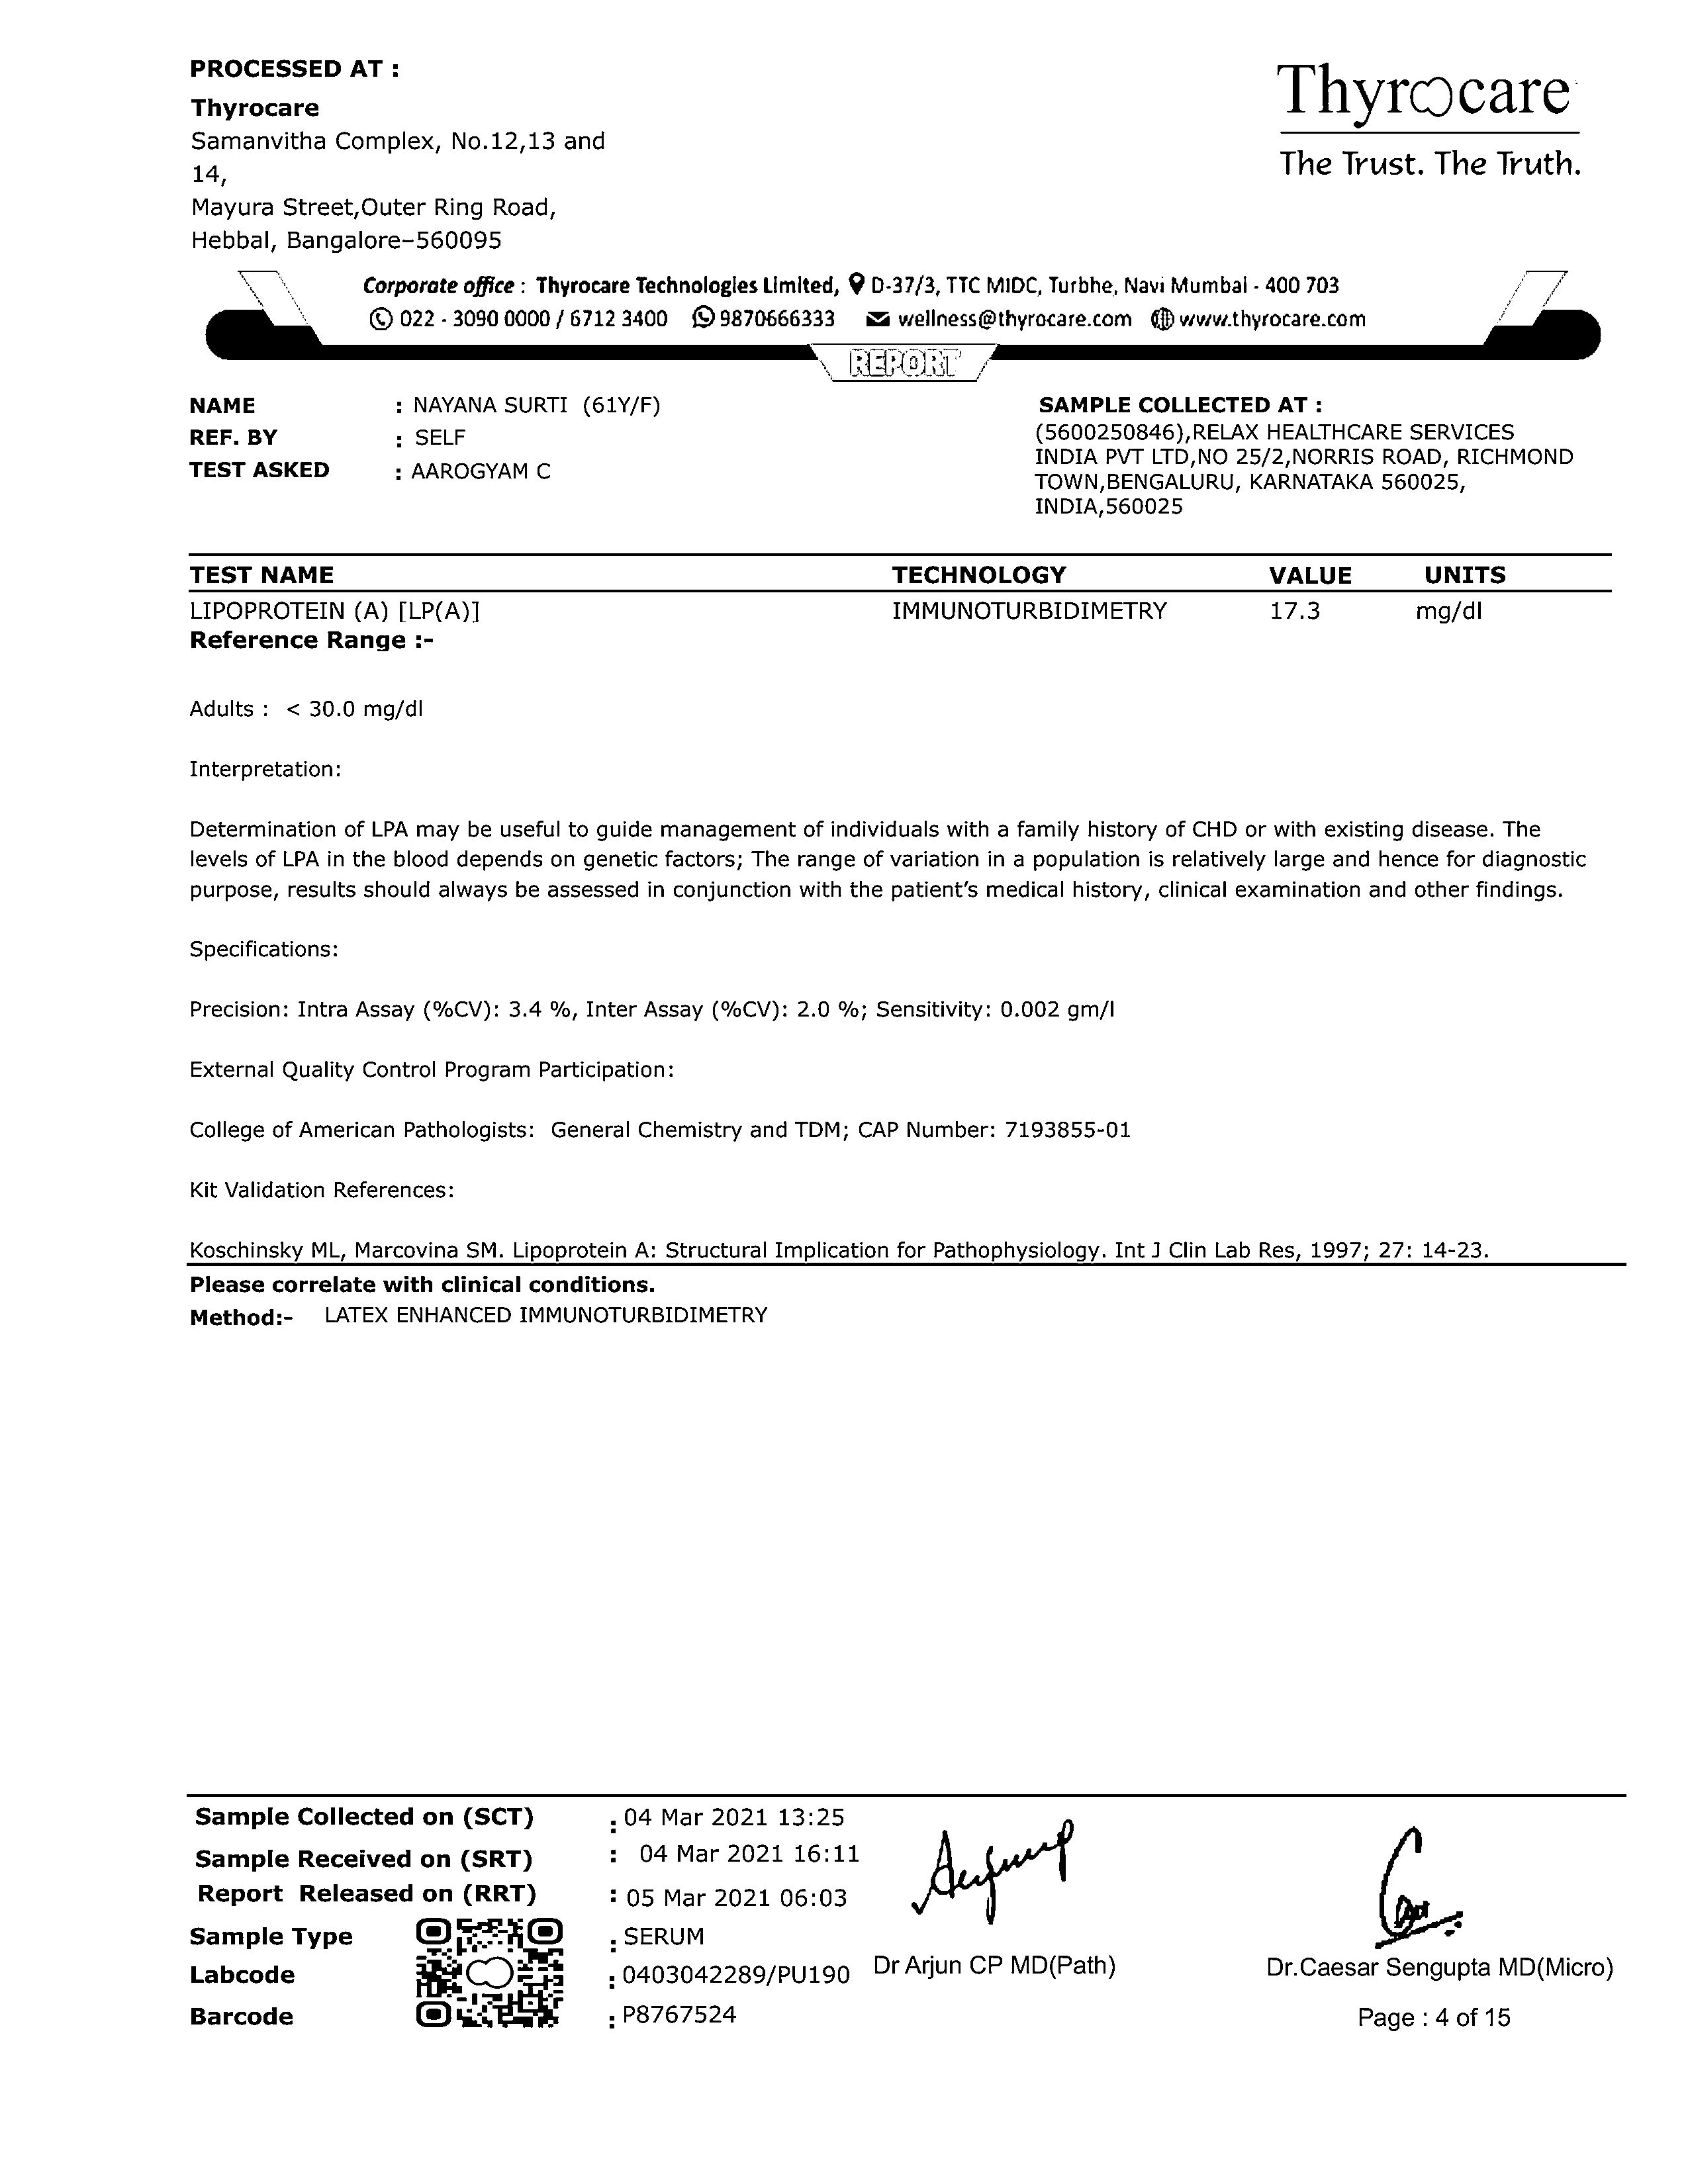 PROCESSED AT :
Thyrocare
Samanvitha Complex, No.12,13 and
14,
Mayura Street,Outer Ring Road,
Hebbal, Bangalore-560095
Thyrocare
The Trust. The Truth.
Corporate office : Thyrocare Technologies Limited, D-37/3, TTC MIDC, Turbhe, Navi Mumbai - 400 703
022 - 3090 0000 / 6712 3400 9870666333 wellness@thyrocare.com www.thyrocare.com
REPORT
NAME : NAYANA SURTI (61Y/F)
REF. BY : SELF
TEST ASKED : AAROGYAM C
SAMPLE COLLECTED AT :
(5600250846),RELAX HEALTHCARE SERVICES
INDIA PVT LTD,NO 25/2,NORRIS ROAD, RICHMOND
TOWN,BENGALURU, KARNATAKA 560025,
INDIA,560025
TEST NAME TECHNOLOGY VALUE UNITS
LIPOPROTEIN (A) [LP(A)] IMMUNOTURBIDIMETRY 17.3 mg/dl
Reference Range :-
Adults : < 30.0 mg/dl
Interpretation:
Determination of LPA may be useful to guide management of individuals with a family history of CHD or with existing disease. The
levels of LPA in the blood depends on genetic factors; The range of variation in a population is relatively large and hence for diagnostic
purpose, results should always be assessed in conjunction with the patient's medical history, clinical examination and other findings.
Specifications:
Precision: Intra Assay (%CV): 3.4 %, Inter Assay (%CV): 2.0 %; Sensitivity: 0.002 gm/l
External Quality Control Program Participation:
College of American Pathologists: General Chemistry and TDM; CAP Number: 7193855-01
Kit Validation References:
Koschinsky ML, Marcovina SM. Lipoprotein A: Structural Implication for Pathophysiology. Int J Clin Lab Res, 1997; 27: 14-23.
Please correlate with clinical conditions.
Method:- LATEX ENHANCED IMMUNOTURBIDIMETRY
Sample Collected on (SCT) : 04 Mar 2021 13:25
Sample Received on (SRT) : 04 Mar 2021 16:11
Report Released on (RRT) : 05 Mar 2021 06:03
Sample Type : SERUM
Labcode : 0403042289/PU190
Barcode : P8767524
Dr Arjun CP MD(Path)
Dr.Caesar Sengupta MD(Micro)
Page : 4 of 15